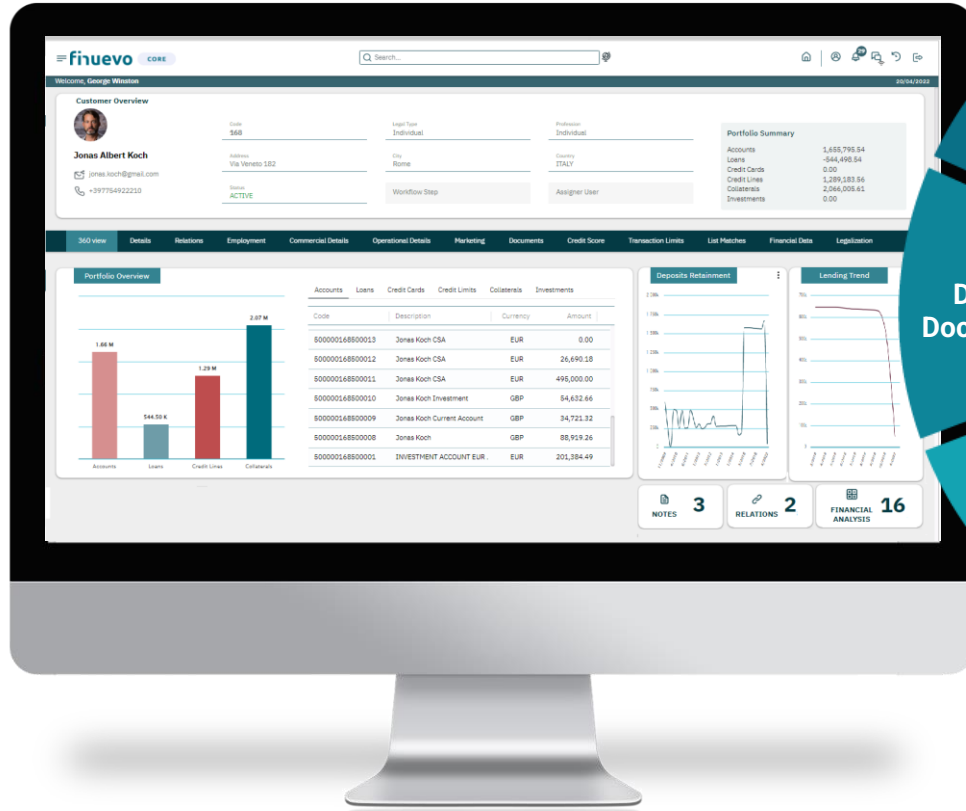 finuevo CORE
Search...
39
Welcome, George Winston
20/04/2022
Customer Overview
Jonas Albert Koch
jonas.koch@gmail.com
+397754922210
Code
568
Legal Type
Individual
Profession
Individual
Address
Via Veneto 182
City
Rome
Country
ITALY
Status
ACTIVE
Workflow Step
Assigner User
Portfolio Summary
Accounts 1,655,795.54
Loans -544,498.54
Credit Cards 0.00
Credit Lines 1,289,183.56
Collaterals 2,066,005.61
Investments 0.00
360 view Details Relations Employment Commercial Details Operational Details Marketing Documents Credit Score Transaction Limits List Matches Financial Data Legalization
Portfolio Overview
1.66 M
544.50 K
1.29 M
2.07 M
Accounts Loans Credit Lines Collaterals
Accounts Loans Credit Cards Credit Limits Collaterals Investments
Code Description Currency Amount
500000168500013 Jonas Koch CSA EUR 0.00
500000168500012 Jonas Koch CSA EUR 26,690.18
500000168500011 Jonas Koch CSA EUR 495,000.00
500000168500010 Jonas Koch Investment GBP 54,632.66
500000168500009 Jonas Koch Current Account GBP 34,721.32
500000168500008 Jonas Koch GBP 88,919.26
500000168500001 INVESTMENT ACCOUNT EUR . EUR 201,384.49
Deposits Retainment
Lending Trend
NOTES 3
RELATIONS 2
FINANCIAL ANALYSIS 16
D
Doc